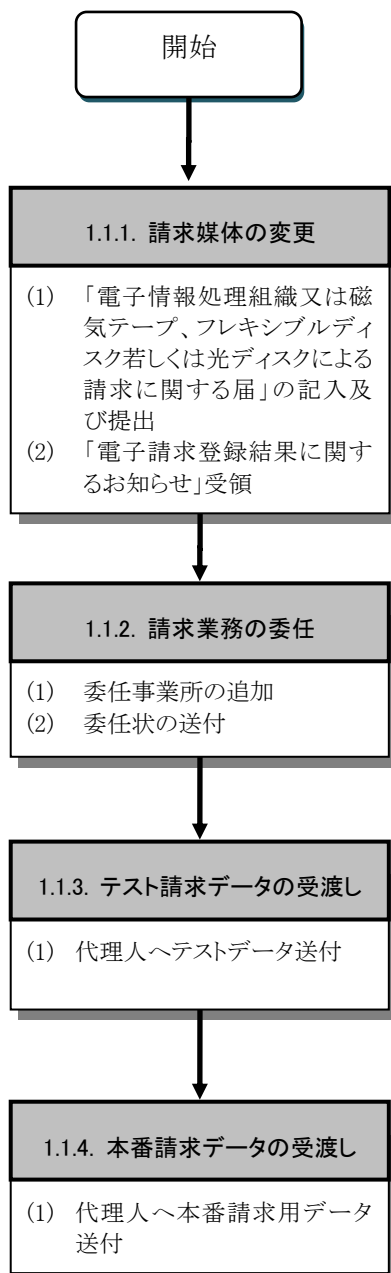 開始
1.1.1. 請求媒体の変更
(1) 「電子情報処理組織又は磁
気テープ、フレキシブルディ
スク若しくは光ディスクによる
請求に関する届」の記入及
び提出
(2) 「電子請求登録結果に関す
るお知らせ」受領
1.1.2. 請求業務の委任
(1) 委任事業所の追加
(2) 委任状の送付
1.1.3. テスト請求データの受渡し
(1) 代理人へテストデータ送付
1.1.4. 本番請求データの受渡し
(1) 代理人へ本番請求用データ
送付